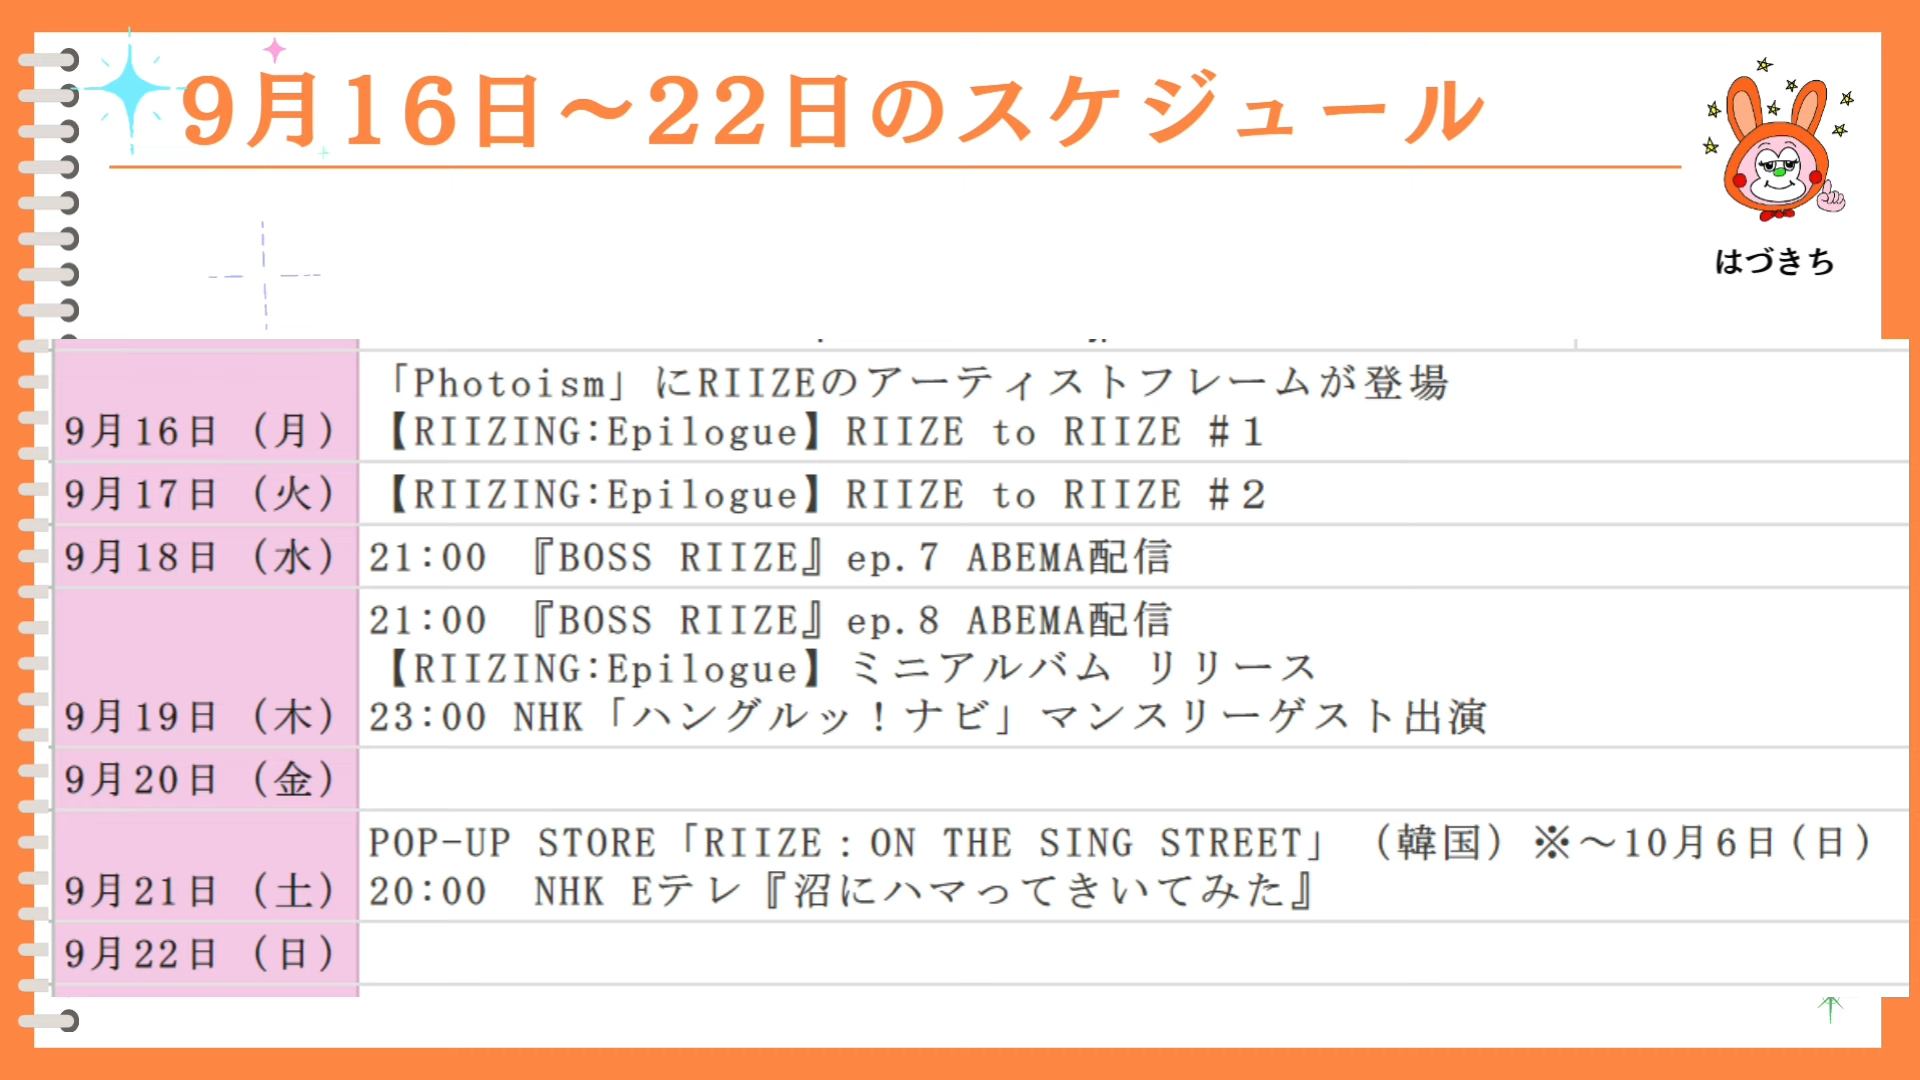 9月16日～22日のスケジュール
はづきち
「Photoism」にRIIZEのアーティストフレームが登場
9月16日（月）
【RIIZING:Epilogue】RIIZE to RIIZE ＃1
9月17日（火）
【RIIZING:Epilogue】RIIZE to RIIZE ＃2
9月18日（水）
21:00 『BOSS RIIZE』ep.7 ABEMA配信
21:00 『BOSS RIIZE』ep.8 ABEMA配信
【RIIZING:Epilogue】ミニアルバム リリース
9月19日（木）
23:00 NHK「ハングルッ！ナビ」マンスリーゲスト出演
9月20日（金）
POP-UP STORE「RIIZE：ON THE SING STREET」（韓国）※～10月6日(日)
9月21日（土）
20:00　NHK Eテレ『沼にハマってきいてみた』
9月22日（日）